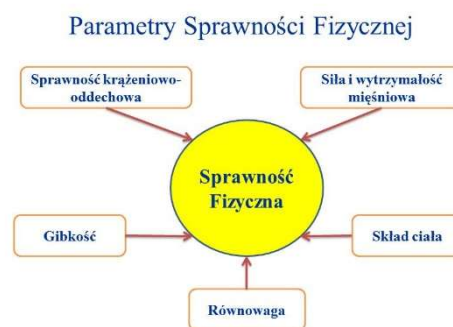 Parametry Sprawności Fizycznej
Sprawność krążeniowo-
oddechowa
Siła i wytrzymałość
mięśniowa
Sprawność
Fizyczna
Gibkość
Skład ciała
Równowaga